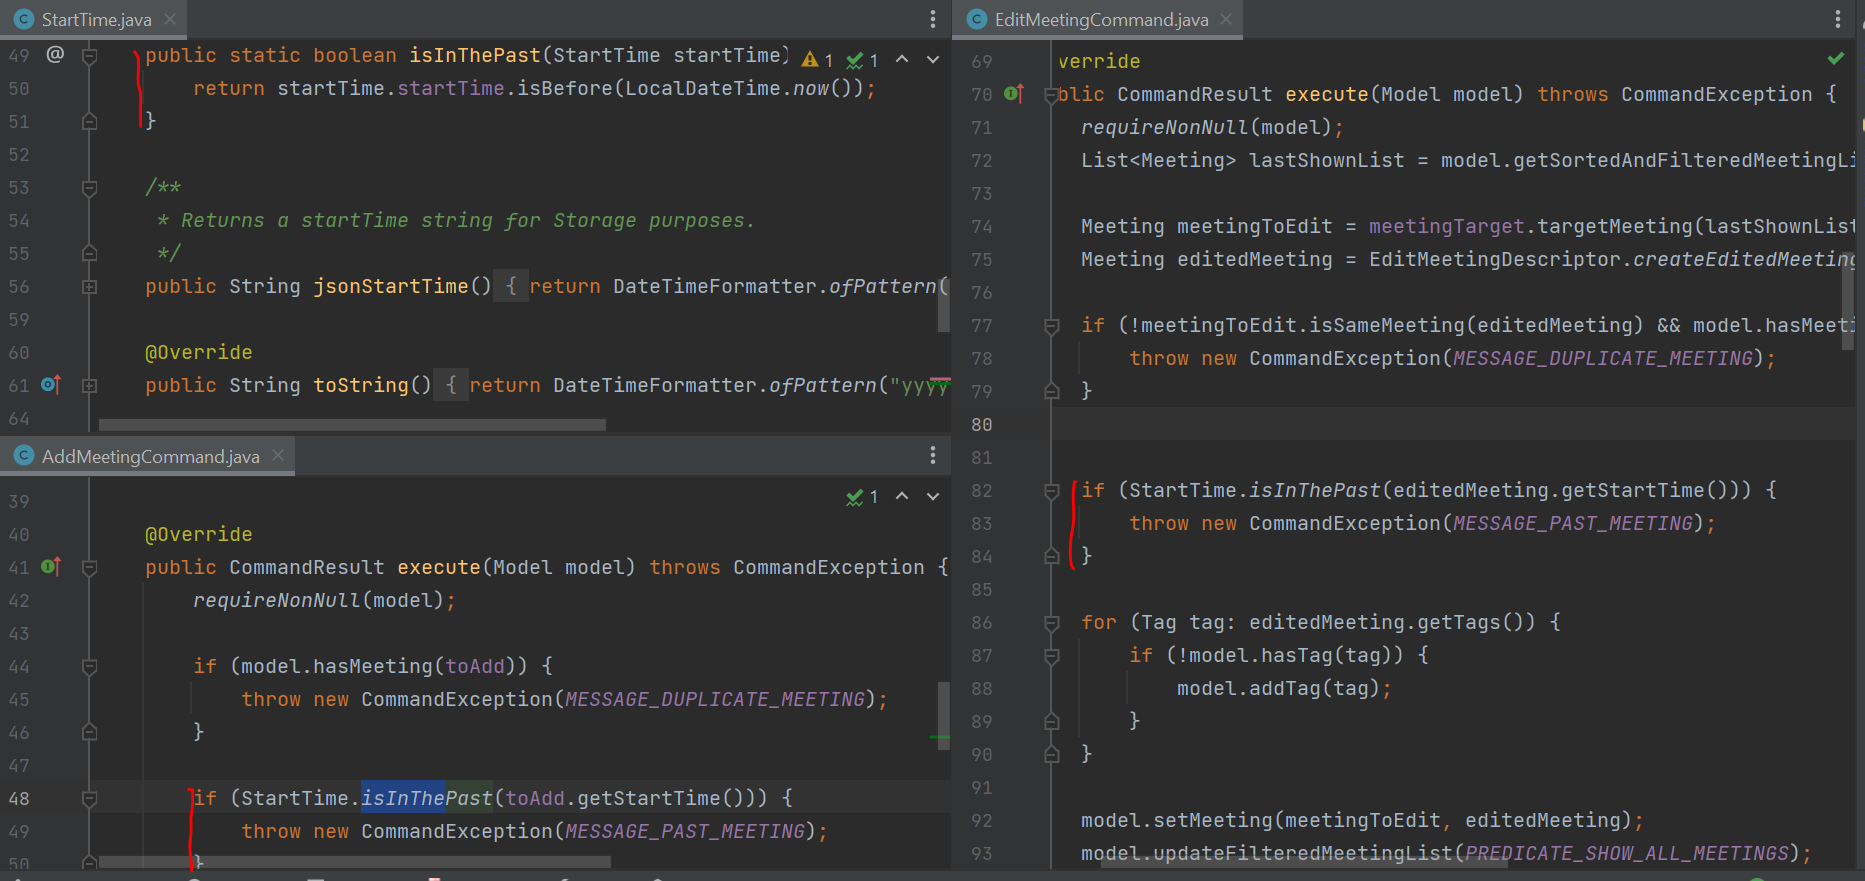 StartTime.java
49 @ public static boolean isInThePast(StartTime startTime) 1 1
50 return startTime.startTime.isBefore(LocalDateTime.now());
51 }
52
53 /**
54 * Returns a startTime string for Storage purposes.
55 */
56 public String jsonStartTime() { return DateTimeFormatter.ofPattern(
59
60 @Override
61 public String toString() { return DateTimeFormatter.ofPattern("yyyy
64
AddMeetingCommand.java
39 1
40 @Override
41 public CommandResult execute(Model model) throws CommandException {
42 requireNonNull(model);
43
44 if (model.hasMeeting(toAdd)) {
45 throw new CommandException(MESSAGE_DUPLICATE_MEETING);
46 }
47
48 if (StartTime.isInThePast(toAdd.getStartTime())) {
49 throw new CommandException(MESSAGE_PAST_MEETING);
50 }
EditMeetingCommand.java
69 verride
70 blic CommandResult execute(Model model) throws CommandException {
71 requireNonNull(model);
72 List<Meeting> lastShownList = model.getSortedAndFilteredMeetingLi
73
74 Meeting meetingToEdit = meetingTarget.targetMeeting(lastShownList
75 Meeting editedMeeting = EditMeetingDescriptor.createEditedMeeting
76
77 if (!meetingToEdit.isSameMeeting(editedMeeting) && model.hasMeeti
78 throw new CommandException(MESSAGE_DUPLICATE_MEETING);
79 }
80
81
82 if (StartTime.isInThePast(editedMeeting.getStartTime())) {
83 throw new CommandException(MESSAGE_PAST_MEETING);
84 }
85
86 for (Tag tag: editedMeeting.getTags()) {
87 if (!model.hasTag(tag)) {
88 model.addTag(tag);
89 }
90 }
91
92 model.setMeeting(meetingToEdit, editedMeeting);
93 model.updateFilteredMeetingList(PREDICATE_SHOW_ALL_MEETINGS);